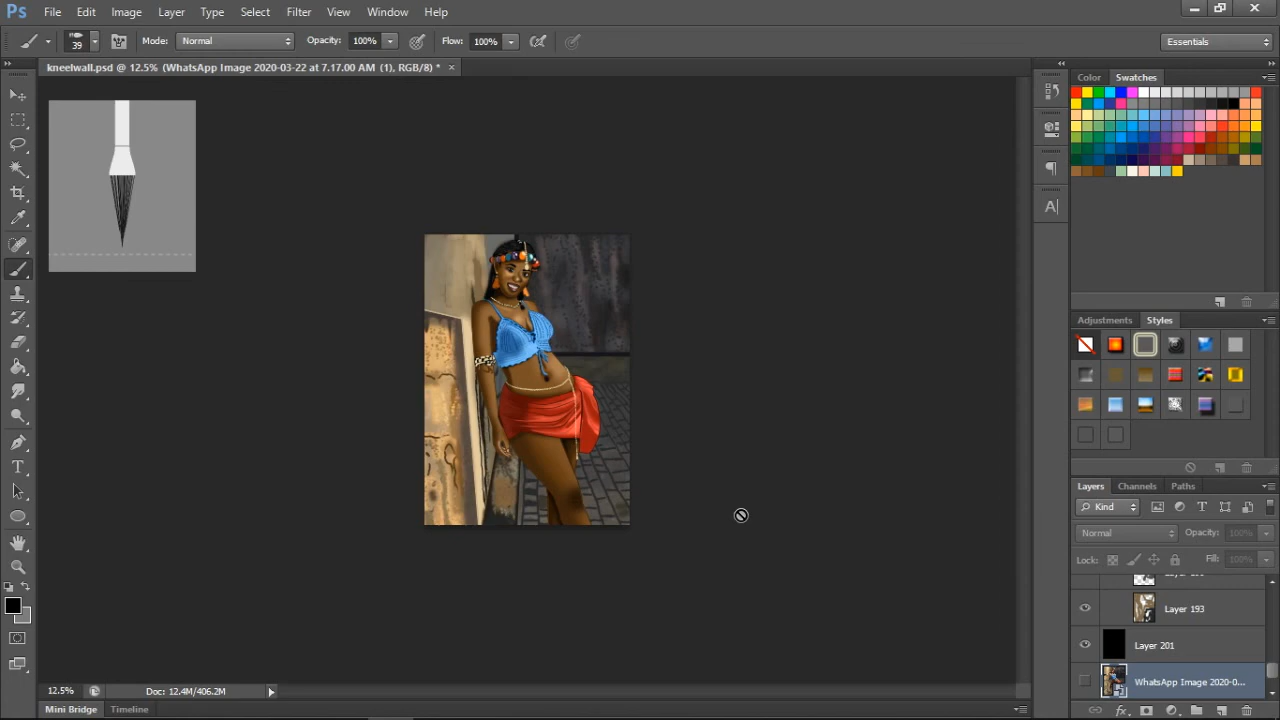 Ps File Edit Image Layer Type Select Filter View Window Help
39 Mode: Normal Opacity: 100% Flow: 100% Essentials
kneelwall.psd @ 12.5% (WhatsApp Image 2020-03-22 at 7.17.00 AM (1), RGB/8) *
Color Swatches
Adjustments Styles
Layers Channels Paths
Kind
Normal Opacity: 100%
Lock: Fill: 100%
Layer 193
Layer 201
WhatsApp Image 2020-0...
12.5% Doc: 12.4M/406.2M
Mini Bridge Timeline